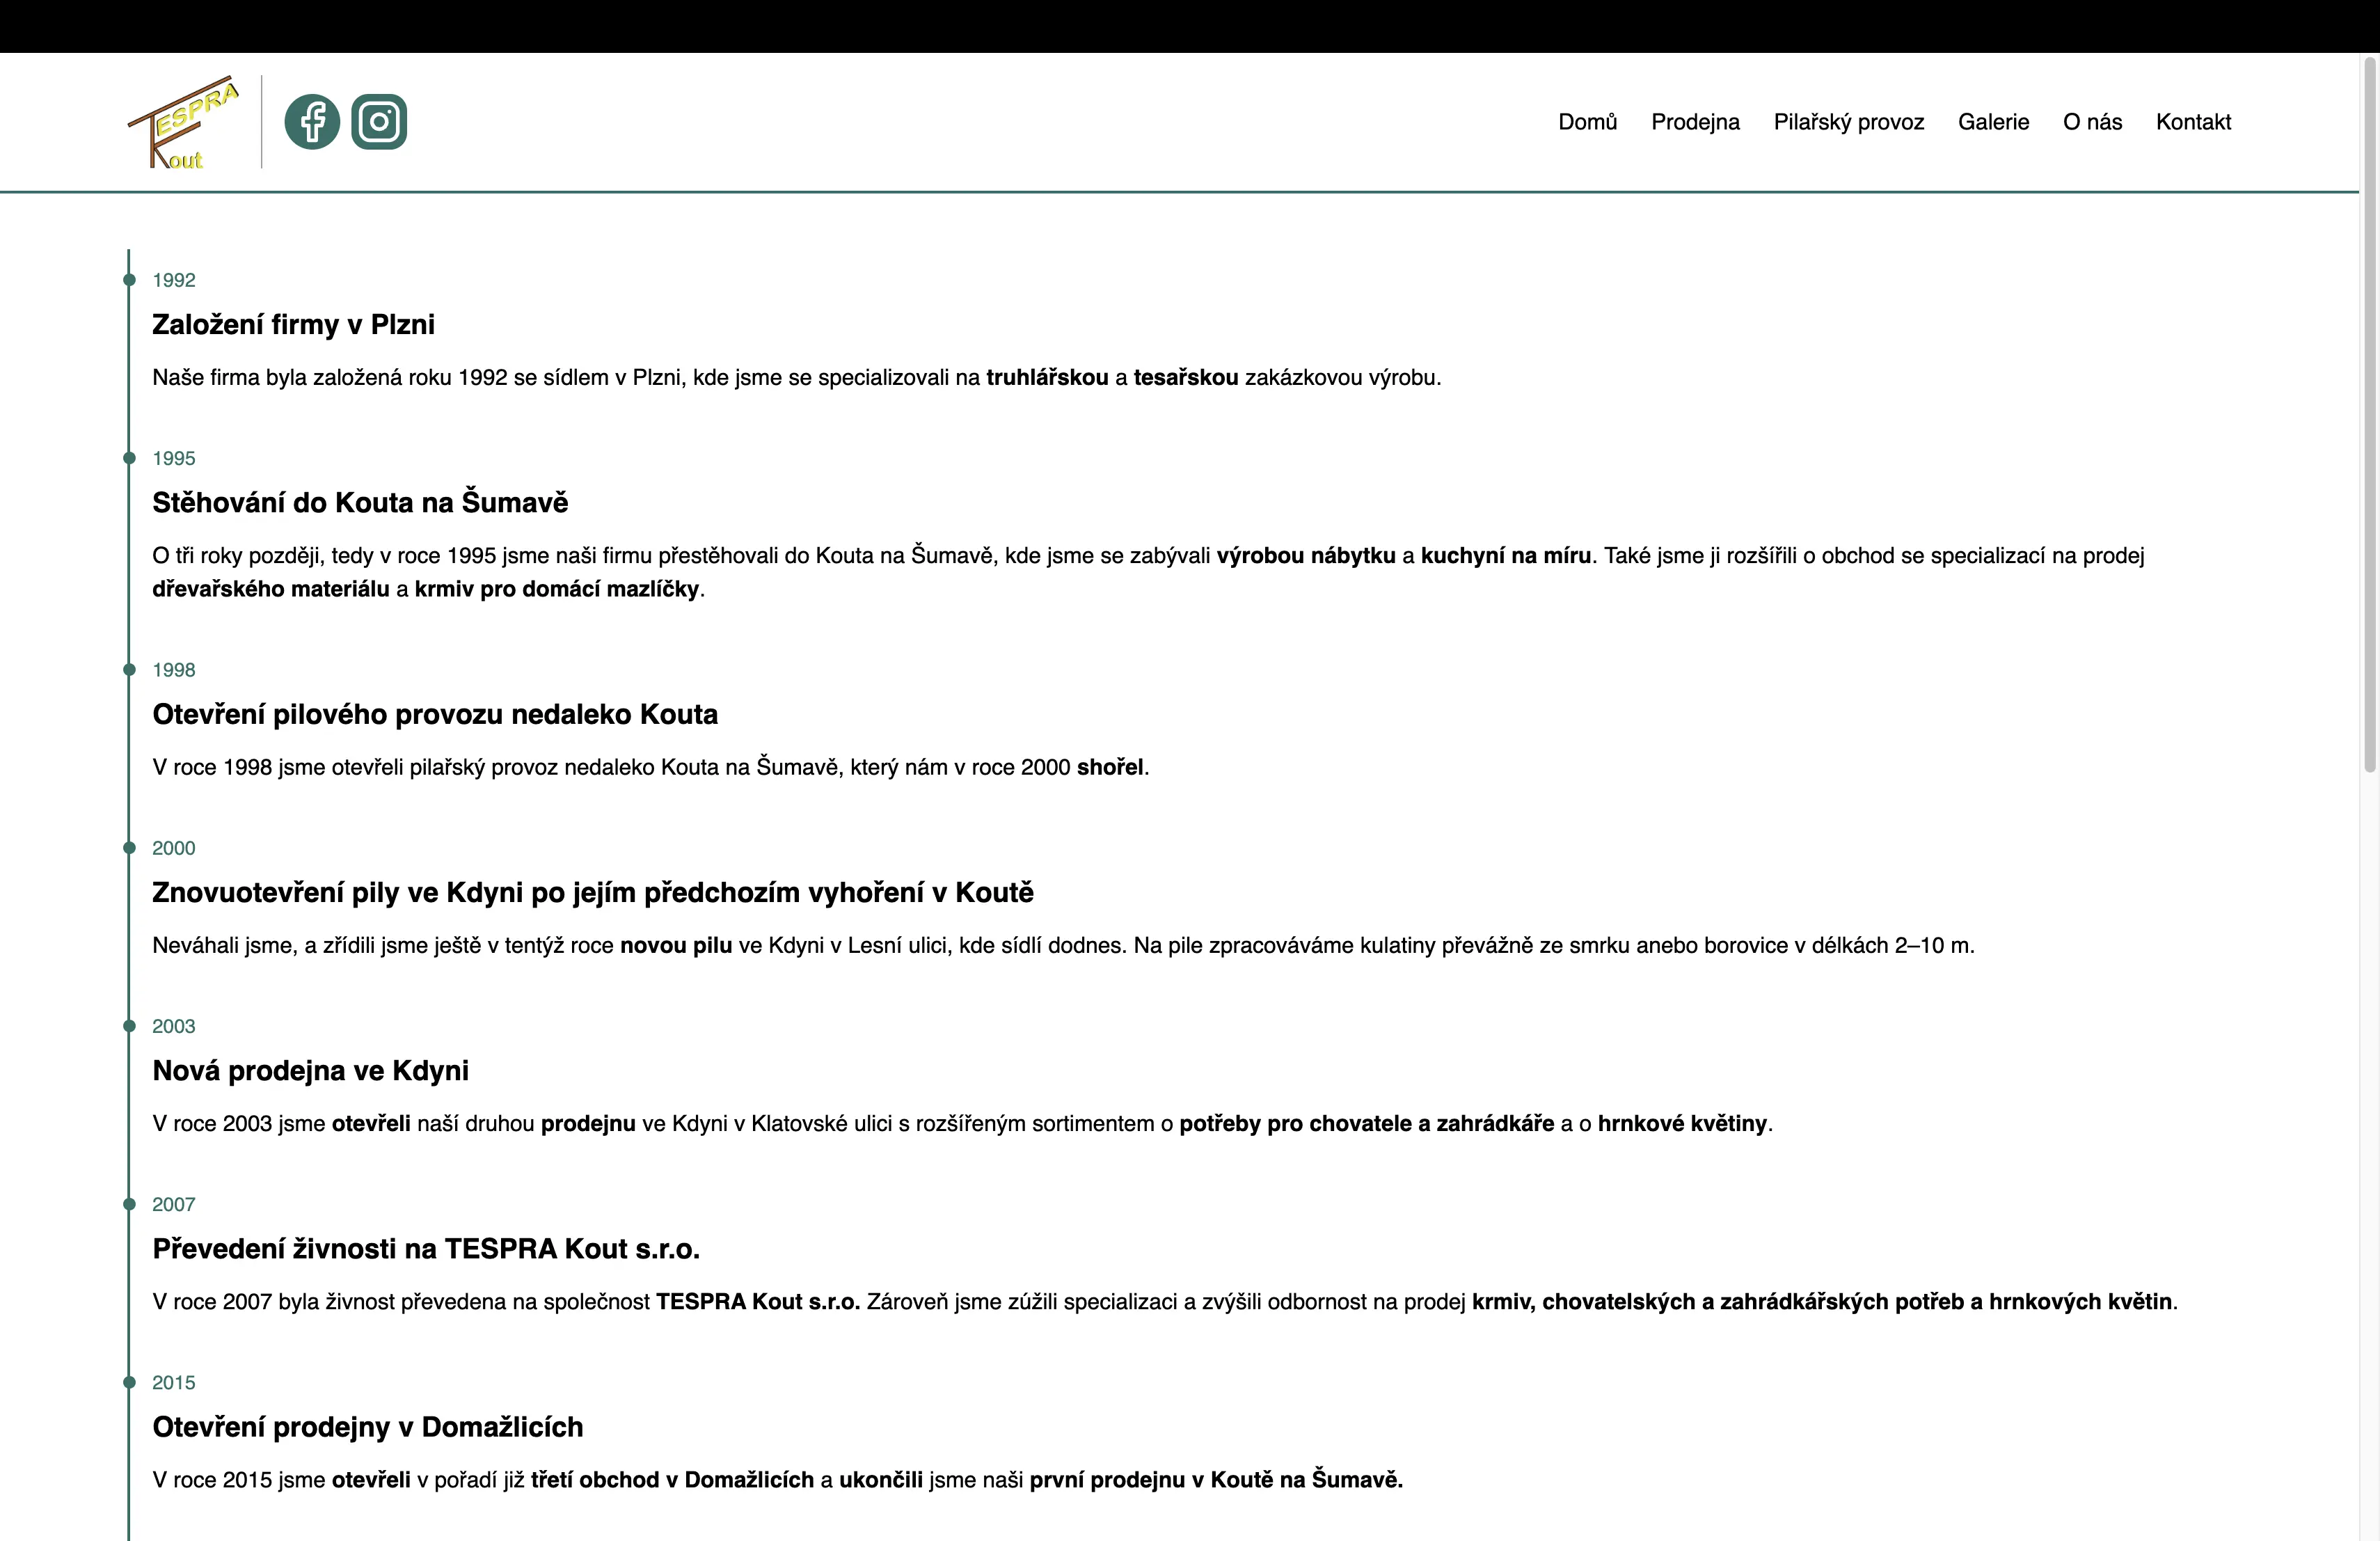 TESPRA
Kout
Domů Prodejna Pilařský provoz Galerie O nás Kontakt
1992
Založení firmy v Plzni
Naše firma byla založená roku 1992 se sídlem v Plzni, kde jsme se specializovali na truhlářskou a tesařskou zakázkovou výrobu.
1995
Stěhování do Kouta na Šumavě
O tři roky později, tedy v roce 1995 jsme naši firmu přestěhovali do Kouta na Šumavě, kde jsme se zabývali výrobou nábytku a kuchyní na míru. Také jsme ji rozšířili o obchod se specializací na prodej
dřevařského materiálu a krmiv pro domácí mazlíčky.
1998
Otevření pilového provozu nedaleko Kouta
V roce 1998 jsme otevřeli pilařský provoz nedaleko Kouta na Šumavě, který nám v roce 2000 shořel.
2000
Znovuotevření pily ve Kdyni po jejím předchozím vyhoření v Koutě
Neváhali jsme, a zřídili jsme ještě v tentýž roce novou pilu ve Kdyni v Lesní ulici, kde sídlí dodnes. Na pile zpracováváme kulatiny převážně ze smrku anebo borovice v délkách 2–10 m.
2003
Nová prodejna ve Kdyni
V roce 2003 jsme otevřeli naší druhou prodejnu ve Kdyni v Klatovské ulici s rozšířeným sortimentem o potřeby pro chovatele a zahrádkáře a o hrnkové květiny.
2007
Převedení živnosti na TESPRA Kout s.r.o.
V roce 2007 byla živnost převedena na společnost TESPRA Kout s.r.o. Zároveň jsme zúžili specializaci a zvýšili odbornost na prodej krmiv, chovatelských a zahrádkářských potřeb a hrnkových květin.
2015
Otevření prodejny v Domažlicích
V roce 2015 jsme otevřeli v pořadí již třetí obchod v Domažlicích a ukončili jsme naši první prodejnu v Koutě na Šumavě.